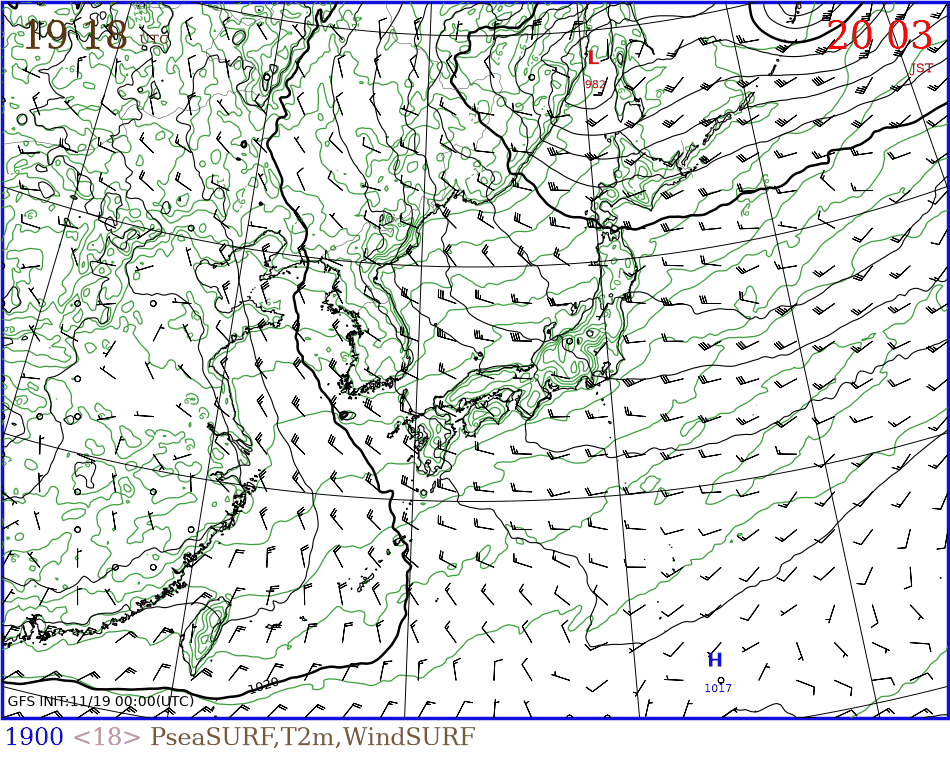 19 18 UTC
20 03
JST
L
982
H
1017
1020
GFS INIT:11/19 00:00(UTC)
1900 <18> PseaSURF,T2m,WindSURF